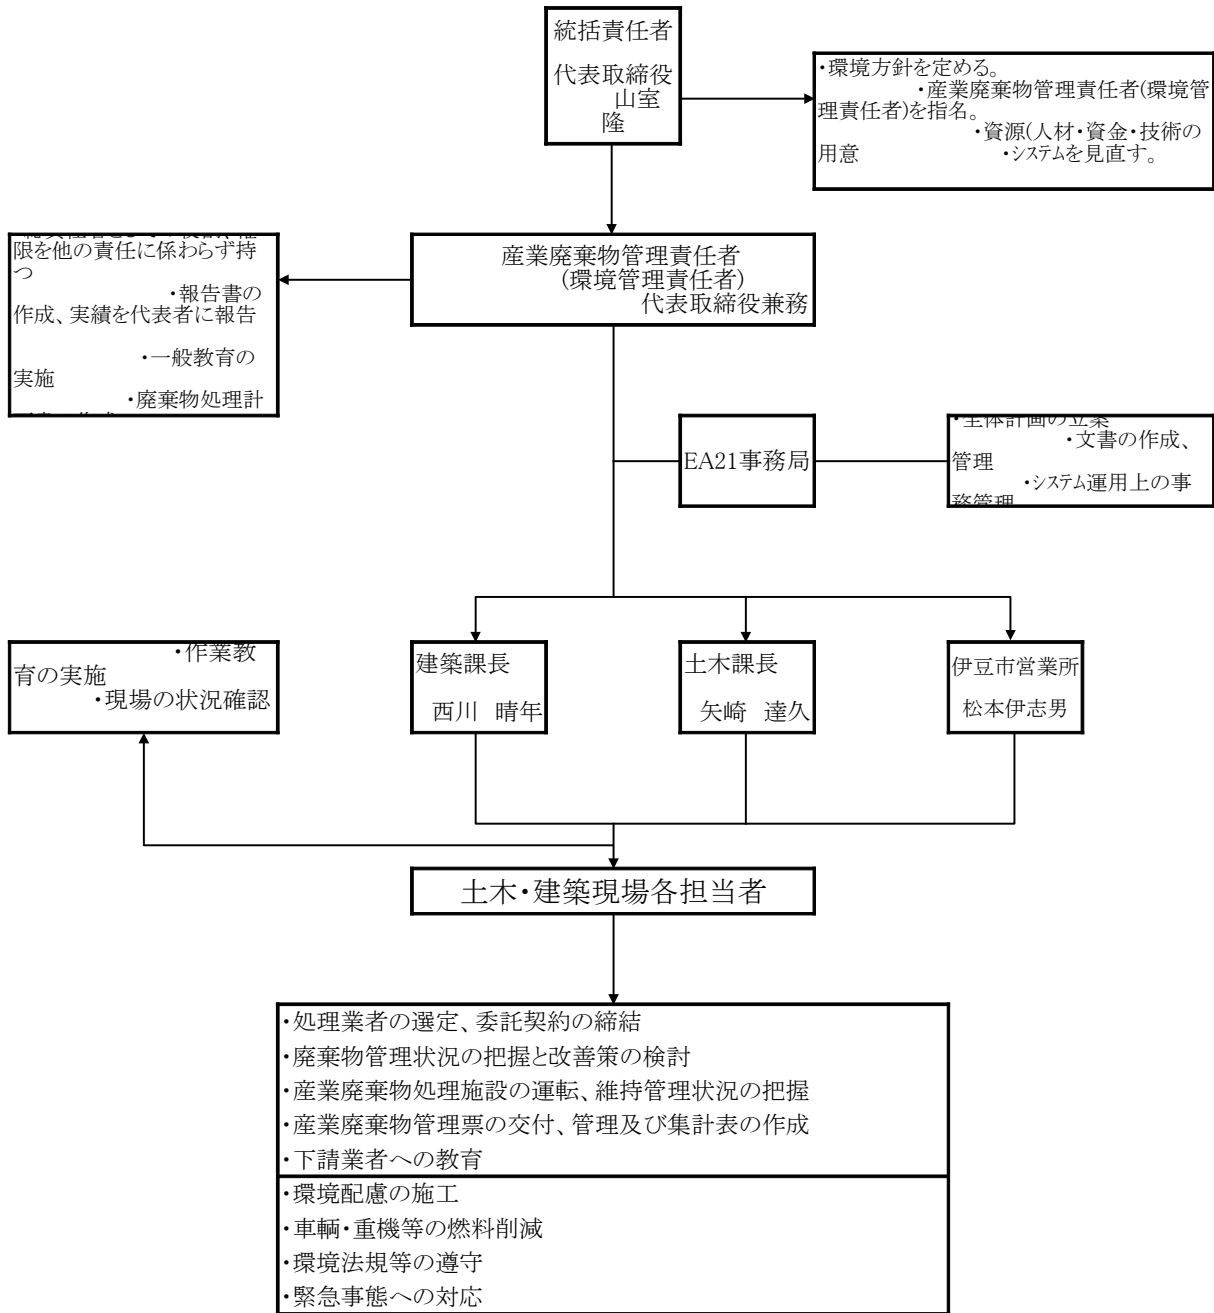 統括責任者
代表取締役
山室
隆
・環境方針を定める。
・産業廃棄物管理責任者(環境管
理責任者)を指名。
・資源(人材・資金・技術の
用意 ・システムを見直す。
限を他の責任に係わらず持
つ
・報告書の
作成、実績を代表者に報告
・一般教育の
実施
・廃棄物処理計
産業廃棄物管理責任者
(環境管理責任者)
代表取締役兼務
EA21事務局
・全体計画の立案
・文書の作成、
管理
・システム運用上の事
務管理
・作業教
育の実施
・現場の状況確認
建築課長
西川 晴年
土木課長
矢崎 達久
伊豆市営業所
松本伊志男
土木・建築現場各担当者
・処理業者の選定、委託契約の締結
・廃棄物管理状況の把握と改善策の検討
・産業廃棄物処理施設の運転、維持管理状況の把握
・産業廃棄物管理票の交付、管理及び集計表の作成
・下請業者への教育
・環境配慮の施工
・車輌・重機等の燃料削減
・環境法規等の遵守
・緊急事態への対応